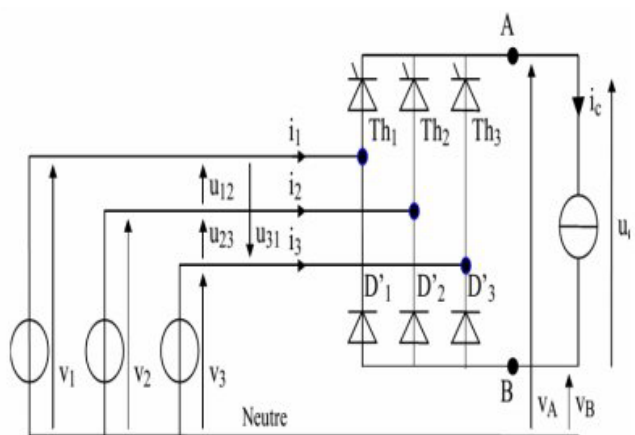 A
Th1 Th2 Th3
ic
i1
u12
i2
u23 u31
i3
D'1 D'2 D'3
v1 v2 v3
B
vA vB
Neutre